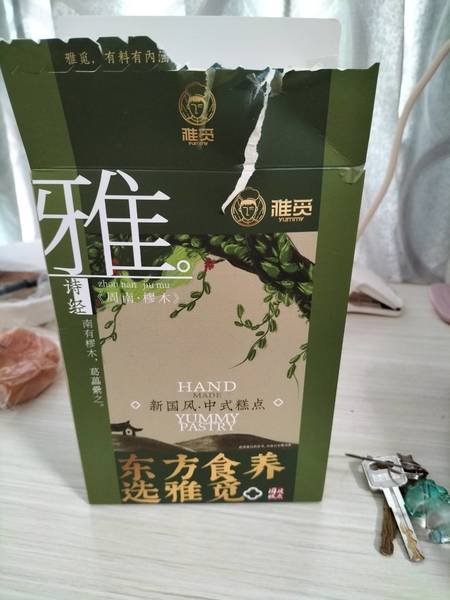 雅觅，有料有内涵
雅觅
YUMMY
雅觅
YUMMY
雅。
诗经
zhou nan jiu mu
《周南·樛木》
南有樛木，葛藟纍之。
HAND
MADE
新国风·中式糕点
YUMMY
PASTRY
东方食养
选雅觅